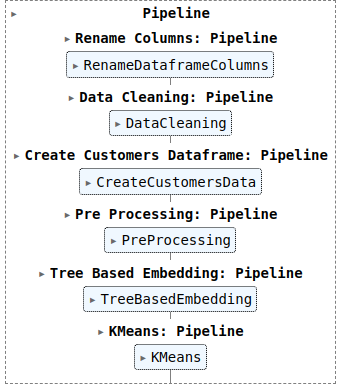 Pipeline
Rename Columns: Pipeline
RenameDataframeColumns
Data Cleaning: Pipeline
DataCleaning
Create Customers Dataframe: Pipeline
CreateCustomersData
Pre Processing: Pipeline
PreProcessing
Tree Based Embedding: Pipeline
TreeBasedEmbedding
KMeans: Pipeline
KMeans